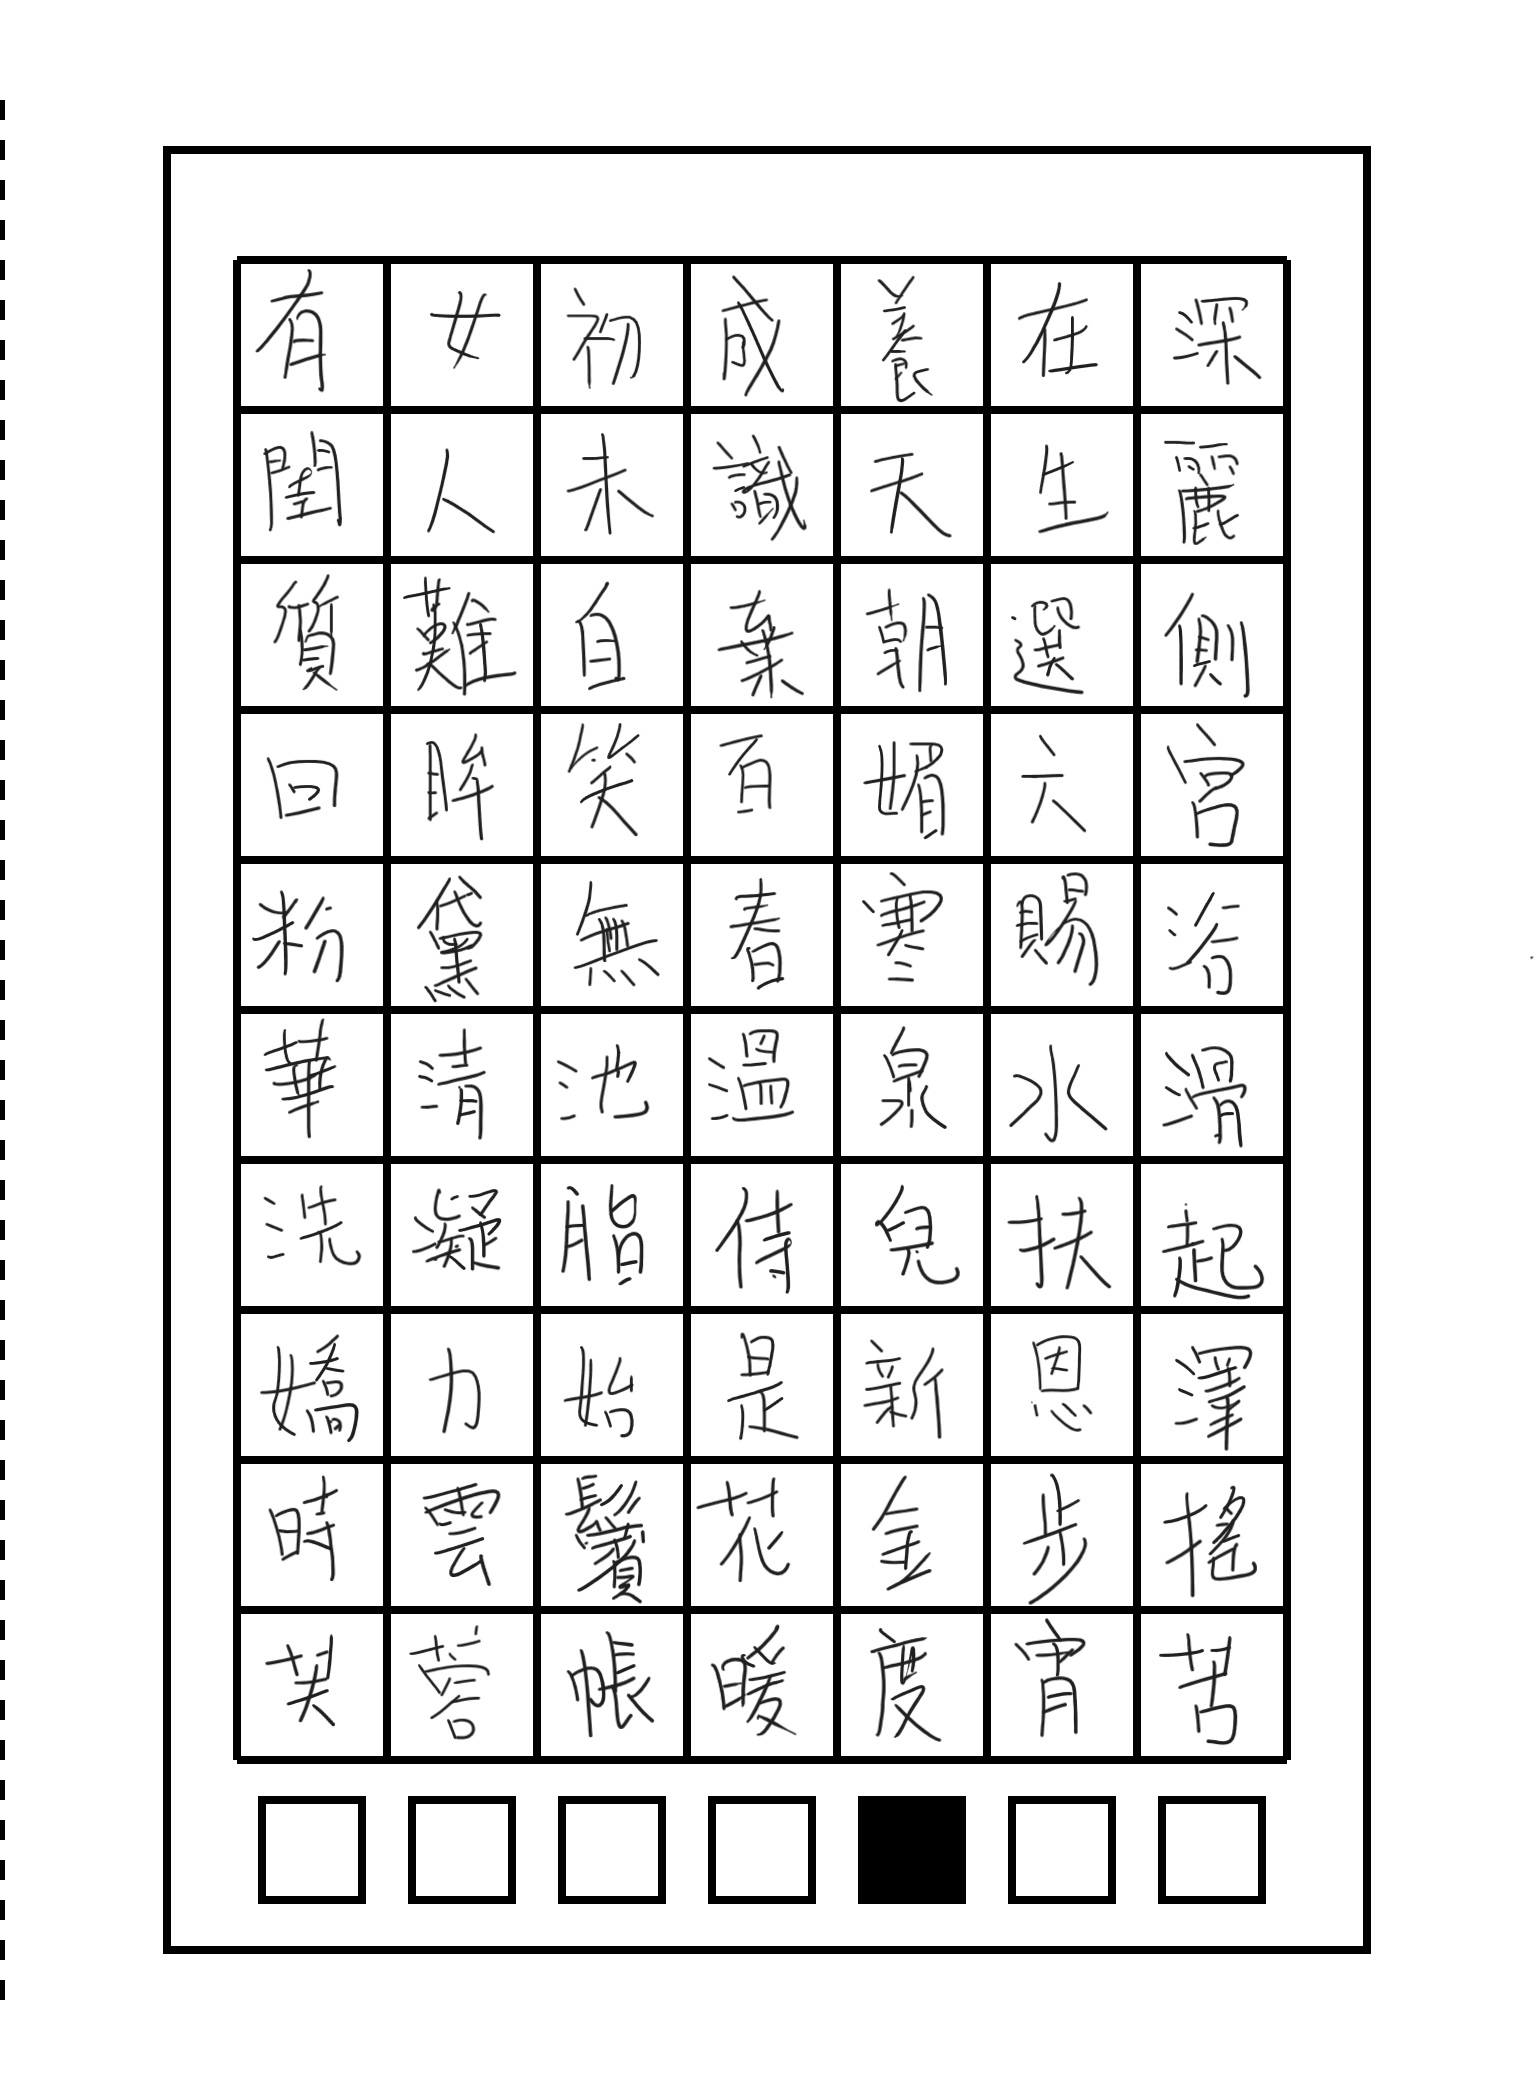 有女初成養在深
閨人未識天生麗
質難自棄朝選側
回眸笑百媚六宮
粉黛無春寒賜浴
華清池溫泉水滑
洗凝脂侍兒扶起
嬌力始是新恩澤
時雲鬢花金步搖
芙蓉帳暖度宵苦